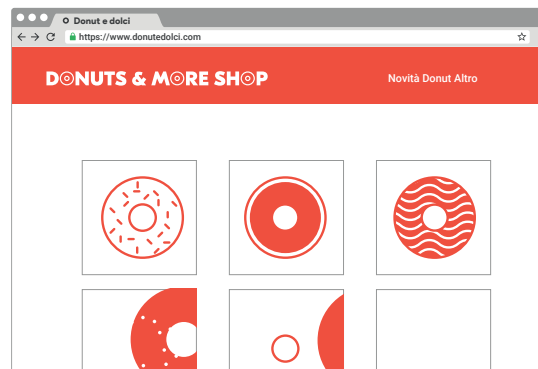 Donut e dolci
https://www.donutedolci.com
DONUTS & MORE SHOP
Novità Donut Altro